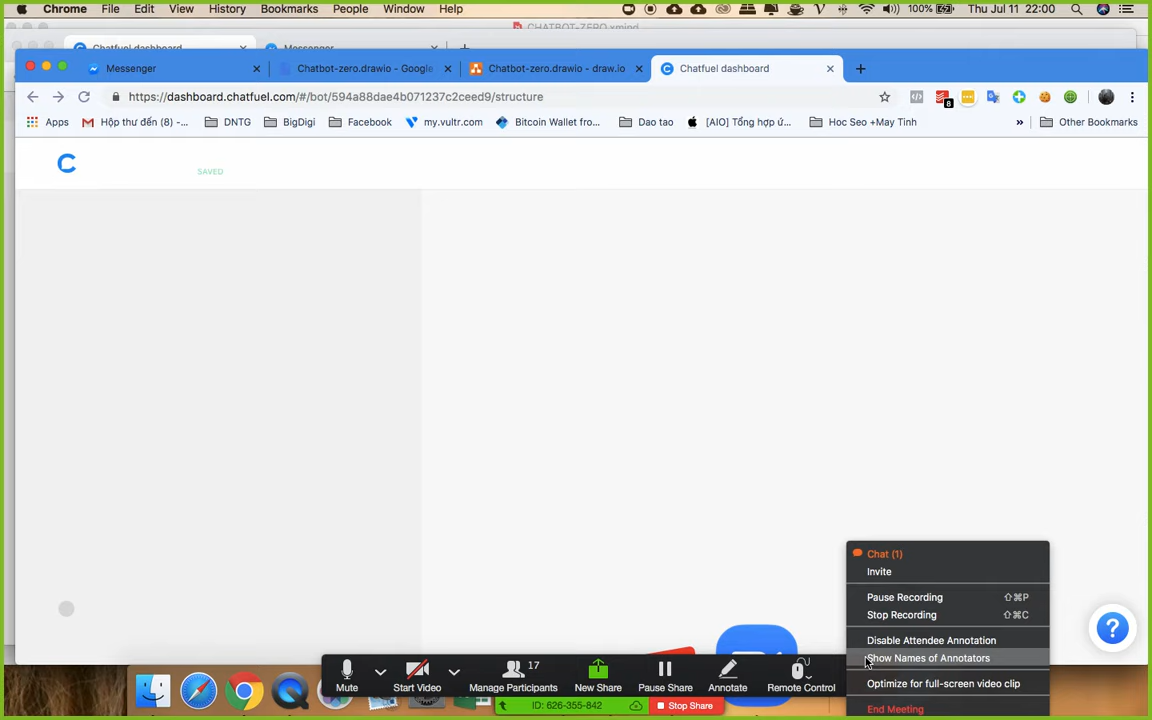 Chrome File Edit View History Bookmarks People Window Help 100% Thu Jul 11 22:00
CHATBOT-ZERO.xmind
Chatfuel dashboard Messenger
Messenger Chatbot-zero.drawio - Google Chatbot-zero.drawio - draw.io Chatfuel dashboard
https://dashboard.chatfuel.com/#/bot/594a88dae4b071237c2ceed9/structure
8
Apps Hộp thư đến (8) -... DNTG BigDigi Facebook my.vultr.com Bitcoin Wallet fro... Dao tao [AIO] Tổng hợp ứ... Hoc Seo +May Tinh » Other Bookmarks
SAVED
Chat (1)
Invite
Pause Recording ⇧⌘P
Stop Recording ⇧⌘C
Disable Attendee Annotation
Show Names of Annotators
Optimize for full-screen video clip
End Meeting
17
Mute Start Video Manage Participants New Share Pause Share Annotate Remote Control
ID: 626-355-842 Stop Share